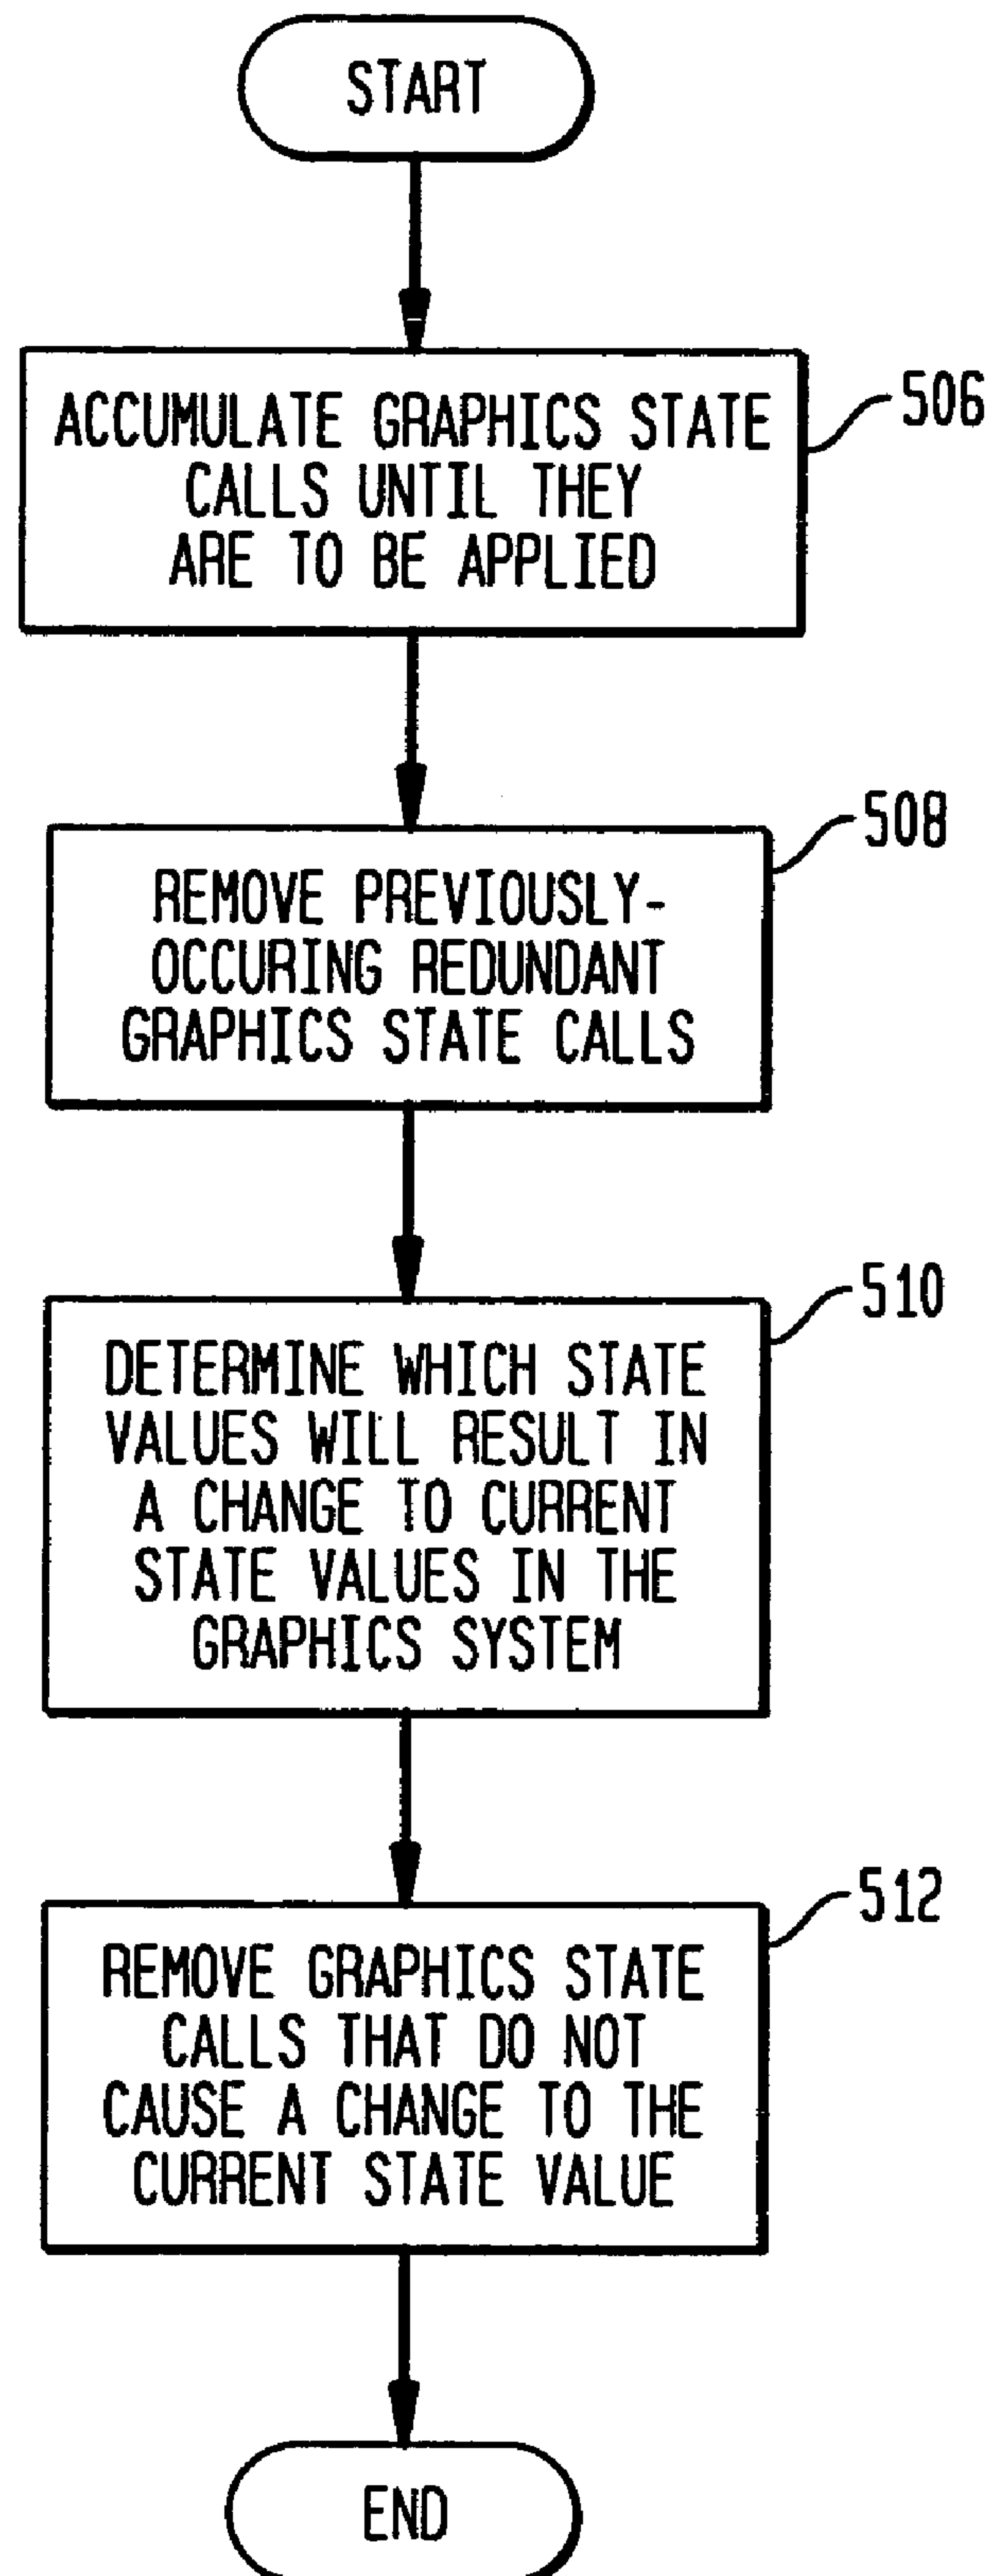 START
ACCUMULATE GRAPHICS STATE
CALLS UNTIL THEY
ARE TO BE APPLIED
506
REMOVE PREVIOUSLY-
OCCURING REDUNDANT
GRAPHICS STATE CALLS
508
DETERMINE WHICH STATE
VALUES WILL RESULT IN
A CHANGE TO CURRENT
STATE VALUES IN THE
GRAPHICS SYSTEM
510
REMOVE GRAPHICS STATE
CALLS THAT DO NOT
CAUSE A CHANGE TO THE
CURRENT STATE VALUE
512
END